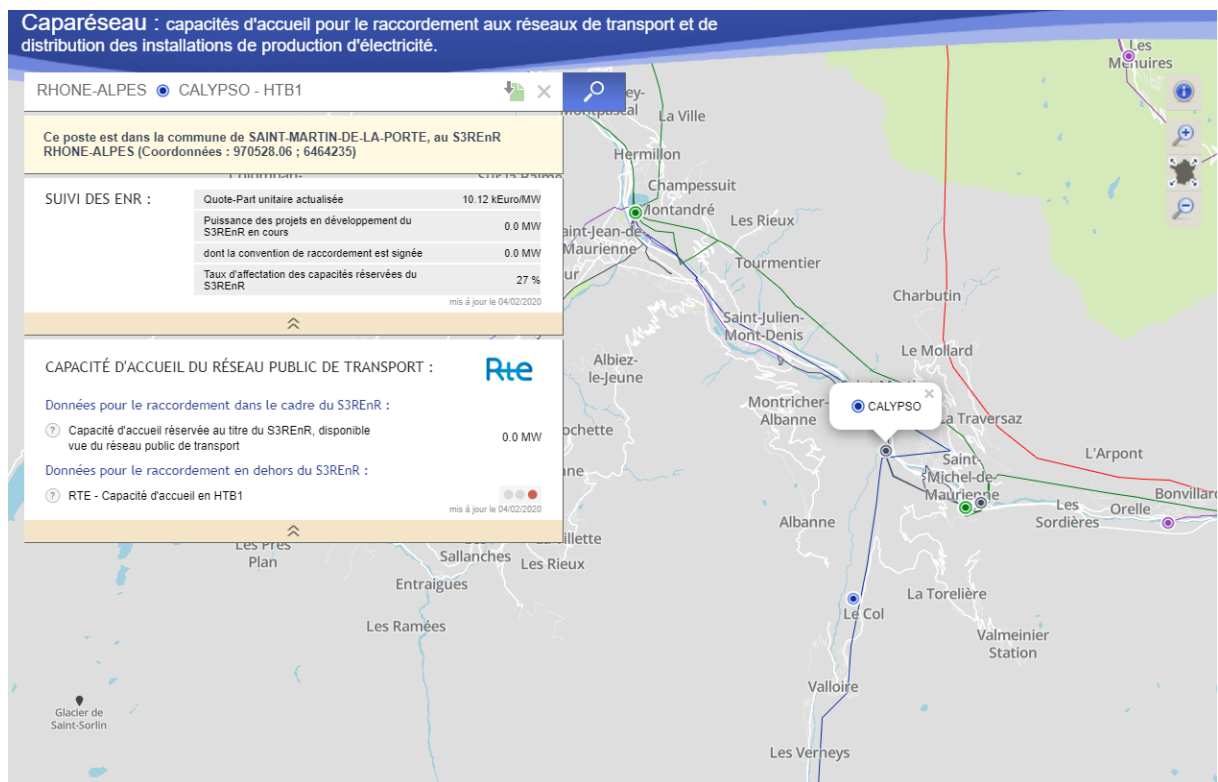 Caparéseau : capacités d'accueil pour le raccordement aux réseaux de transport et de
distribution des installations de production d'électricité.
RHONE-ALPES CALYPSO - HTB1
Ce poste est dans la commune de SAINT-MARTIN-DE-LA-PORTE, au S3REnR
RHONE-ALPES (Coordonnées : 970528.06 ; 6464235)
SUIVI DES ENR :
Quote-Part unitaire actualisée 10.12 kEuro/MW
Puissance des projets en développement du
S3REnR en cours 0.0 MW
dont la convention de raccordement est signée 0.0 MW
Taux d'affectation des capacités réservées du
S3REnR 27 %
mis à jour le 04/02/2020
CAPACITÉ D'ACCUEIL DU RÉSEAU PUBLIC DE TRANSPORT :
Rte
Données pour le raccordement dans le cadre du S3REnR :
? Capacité d'accueil réservée au titre du S3REnR, disponible
vue du réseau public de transport 0.0 MW
Données pour le raccordement en dehors du S3REnR :
? RTE - Capacité d'accueil en HTB1
mis à jour le 04/02/2020
Les
Menuires
La Ville
Hermillon
Champessuit
Montandré
Les Rieux
Maurienne
Tourmentier
Charbutin
Saint-Julien-
Mont-Denis
Le Mollard
Albiez-
le-Jeune
Montricher-
Albanne
CALYPSO
La Traversaz
L'Arpont
Saint-
Michel-de-
Maurienne
Les
Sordières
Orelle
Bonvillard
Albanne
Les Prés
Plan
Sallanches
Les Rieux
Entraigues
Les Ramées
La Torelière
Le Col
Valmeinier
Station
Valloire
Glacier de
Saint-Sorlin
Les Verneys